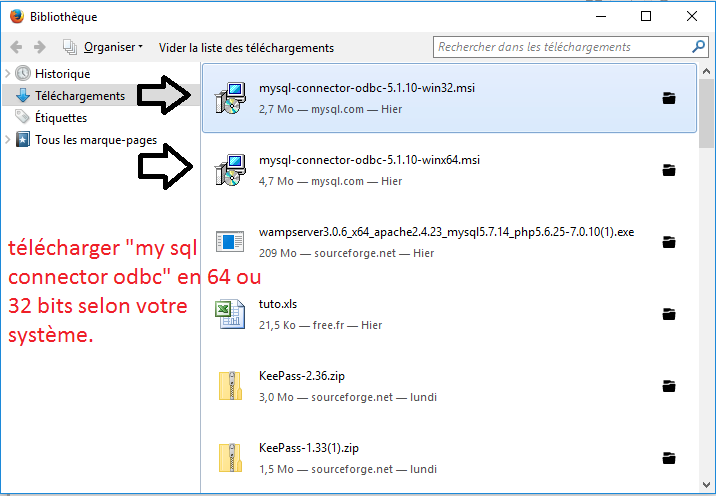 Bibliothèque
Organiser
Vider la liste des téléchargements
Rechercher dans les téléchargements
Historique
Téléchargements
Étiquettes
Tous les marque-pages
mysql-connector-odbc-5.1.10-win32.msi
2,7 Mo — mysql.com — Hier
mysql-connector-odbc-5.1.10-winx64.msi
4,7 Mo — mysql.com — Hier
wampserver3.0.6_x64_apache2.4.23_mysql5.7.14_php5.6.25-7.0.10(1).exe
209 Mo — sourceforge.net — Hier
tuto.xls
21,5 Ko — free.fr — Hier
KeePass-2.36.zip
3,0 Mo — sourceforge.net — lundi
KeePass-1.33(1).zip
1,5 Mo — sourceforge.net — lundi
télécharger "my sql
connector odbc" en 64 ou
32 bits selon votre
système.